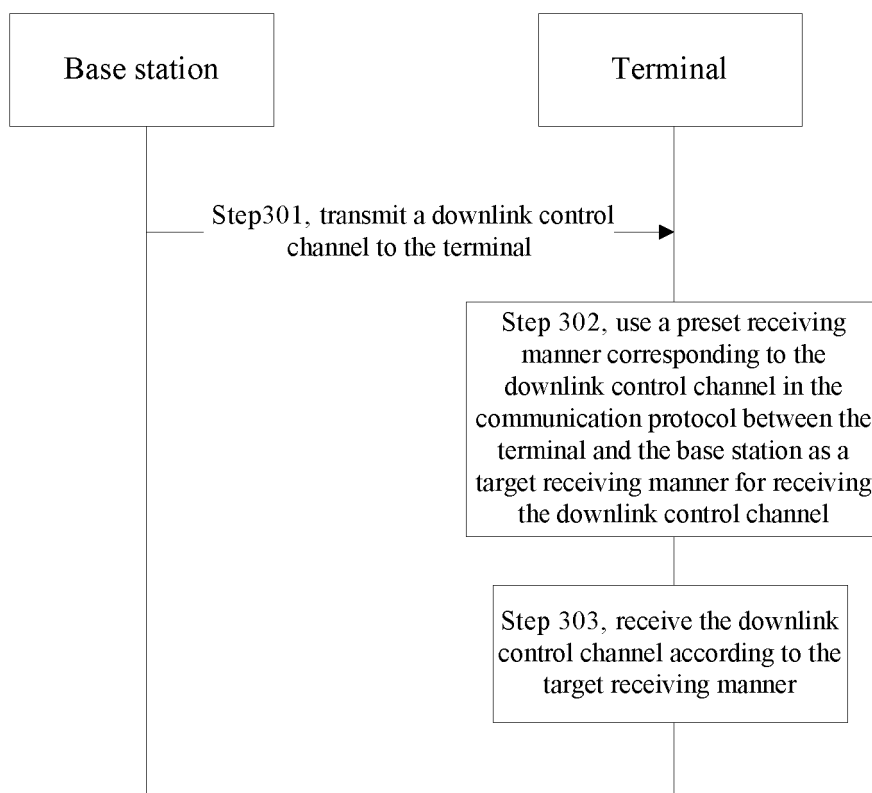 Base station
Terminal
Step301, transmit a downlink control
channel to the terminal
Step 302, use a preset receiving
manner corresponding to the
downlink control channel in the
communication protocol between the
terminal and the base station as a
target receiving manner for receiving
the downlink control channel
Step 303, receive the downlink
control channel according to the
target receiving manner